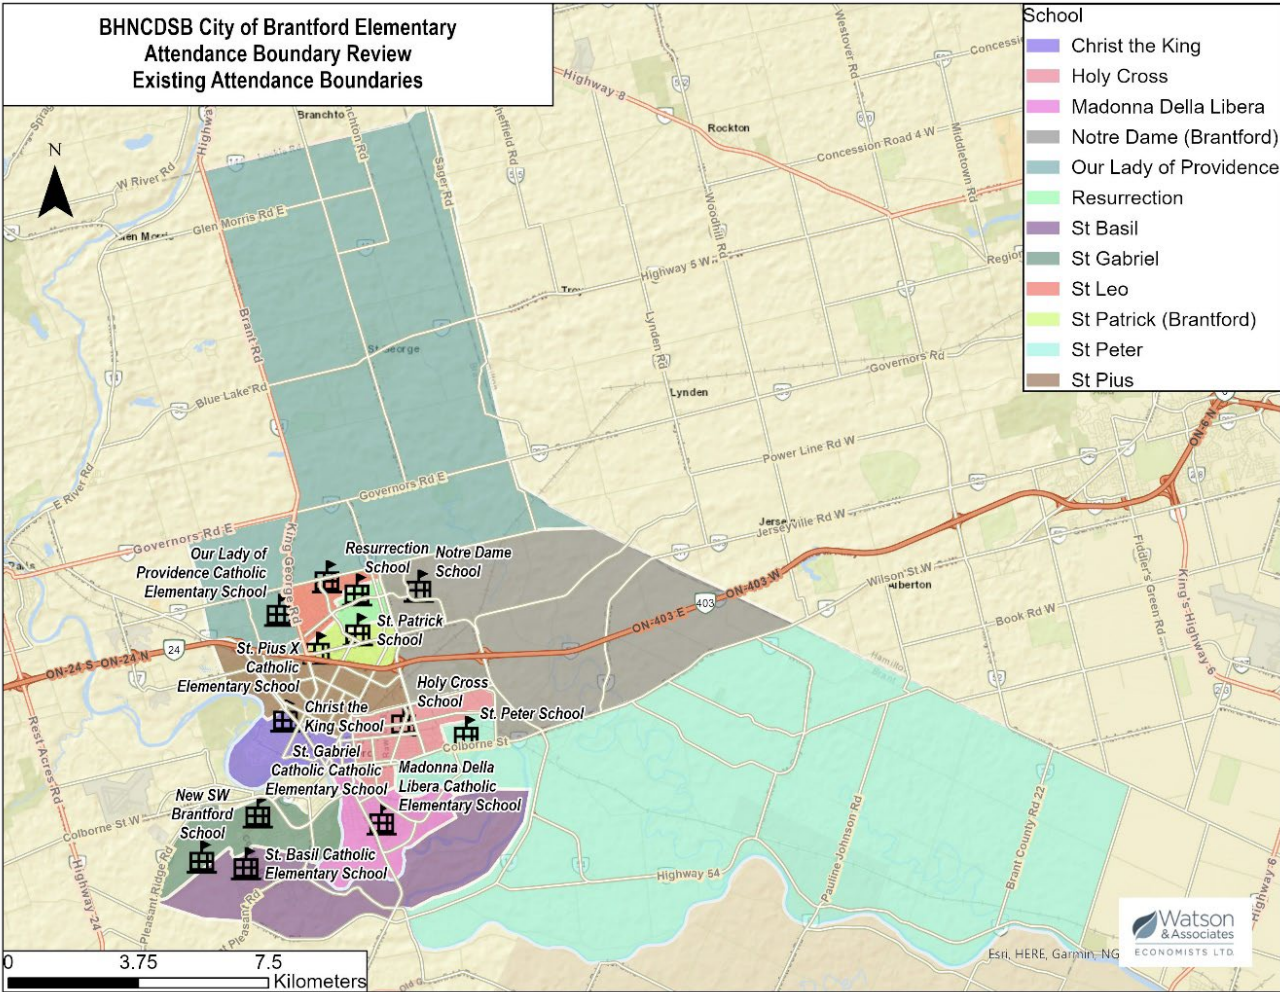 BHNCDSB City of Brantford Elementary
Attendance Boundary Review
Existing Attendance Boundaries
School
Christ the King
Holy Cross
Madonna Della Libera
Notre Dame (Brantford)
Our Lady of Providence
Resurrection
St Basil
St Gabriel
St Leo
St Patrick (Brantford)
St Peter
St Pius
N
Branchto
Highway 8
Rockton
Westover Rd
Concession Road 4 W
Middletown Rd
W River Rd
Glen Morris Rd E
Sager Rd
Woodhill Rd
Highway 5 W
Troy
St George
Brant Rd
Blue Lake Rd
Lynden Rd
Lynden
Governors Rd
Power Line Rd W
ON-6 N
E River Rd
Governors Rd E
Governors Rd E
King George Rd
Jerseyville Rd W
Our Lady of
Providence Catholic
Elementary School
Resurrection
School
Notre Dame
School
Wilson St W
ON-403 W
403
ON-403 E
Book Rd W
Fiddler's Green Rd
King's Highway 6
St. Patrick
School
24
ON-24 S
ON-24 N
St. Pius X
Catholic
Elementary School
Holy Cross
School
Christ the
King School
St. Peter School
Colborne St
St. Gabriel
Catholic Catholic
Elementary School
Madonna Della
Libera Catholic
Elementary School
Rest Acres Rd
New SW
Brantford
School
Colborne St W
St. Basil Catholic
Elementary School
Highway 54
Pauline Johnson Rd
Brant County Rd 22
Highway 24
Pleasant Ridge Rd
Highway 6
0 3.75 7.5
Kilometers
Esri, HERE, Garmin, NG
Watson
& Associates
ECONOMISTS LTD.